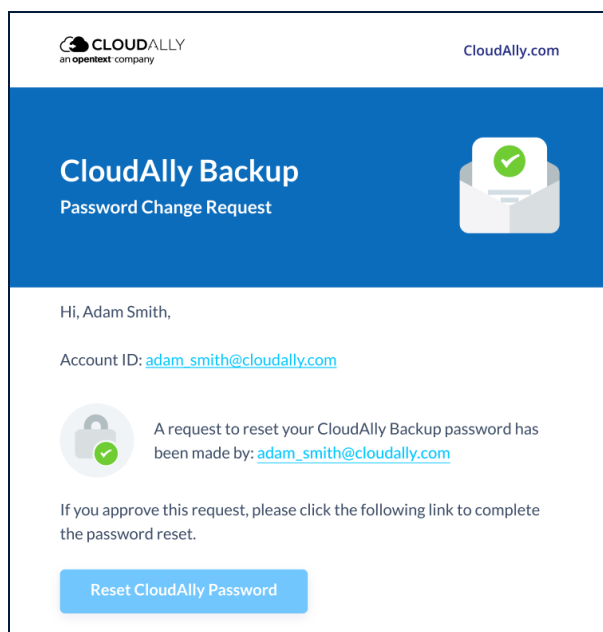 CLOUDALLY
an opentext™ company
CloudAlly.com
CloudAlly Backup
Password Change Request
Hi, Adam Smith,
Account ID: adam_smith@cloudally.com
A request to reset your CloudAlly Backup password has
been made by: adam_smith@cloudally.com
If you approve this request, please click the following link to complete
the password reset.
Reset CloudAlly Password